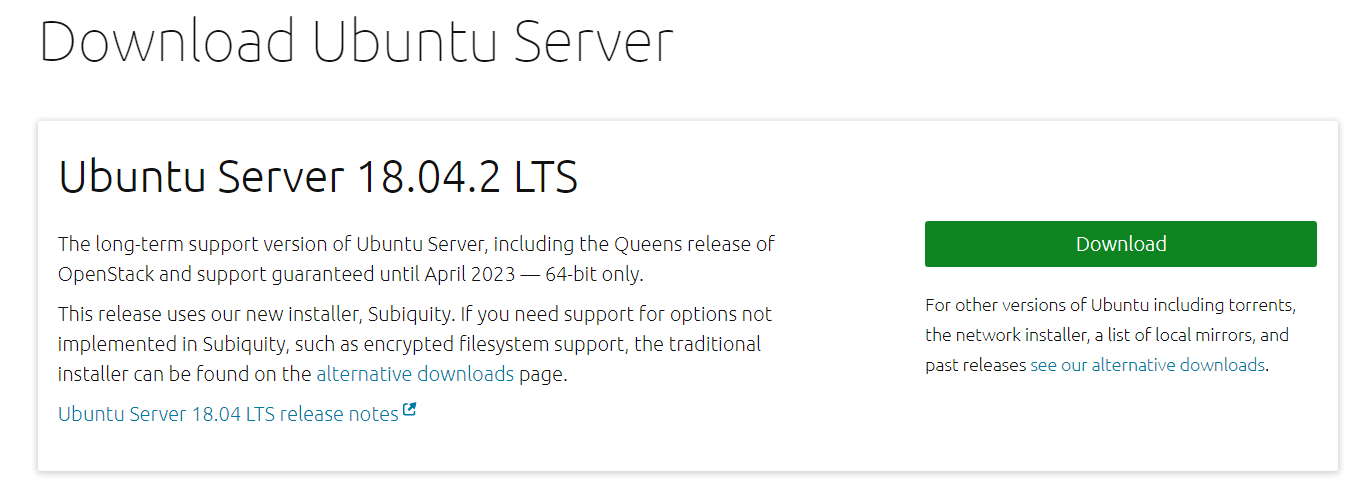 Download Ubuntu Server
Ubuntu Server 18.04.2 LTS
The long-term support version of Ubuntu Server, including the Queens release of
OpenStack and support guaranteed until April 2023 — 64-bit only.
This release uses our new installer, Subiquity. If you need support for options not
implemented in Subiquity, such as encrypted filesystem support, the traditional
installer can be found on the alternative downloads page.
Ubuntu Server 18.04 LTS release notes
Download
For other versions of Ubuntu including torrents,
the network installer, a list of local mirrors, and
past releases see our alternative downloads.